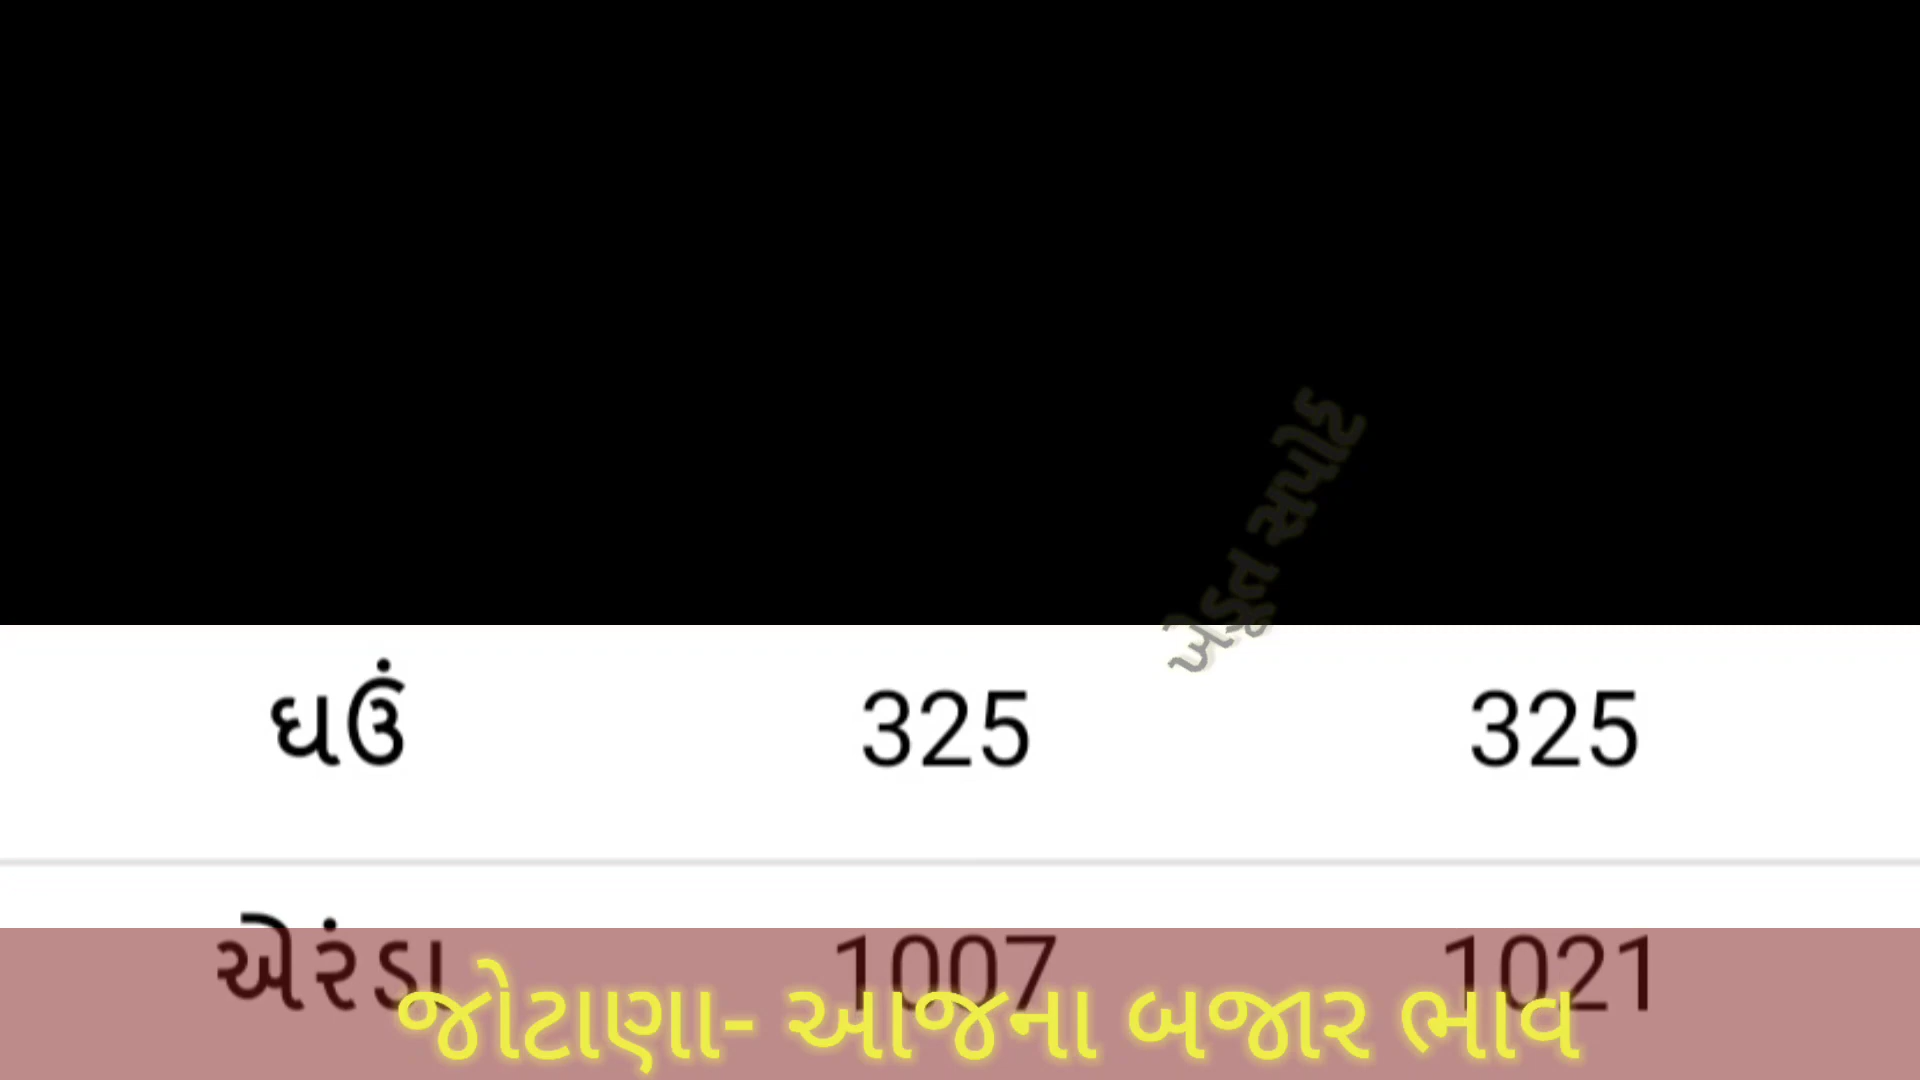 ખેડૂત સપોર્ટ
ઘઉં 325 325
એરંડા 1007 1021
જોટાણા- આજના બજાર ભાવ